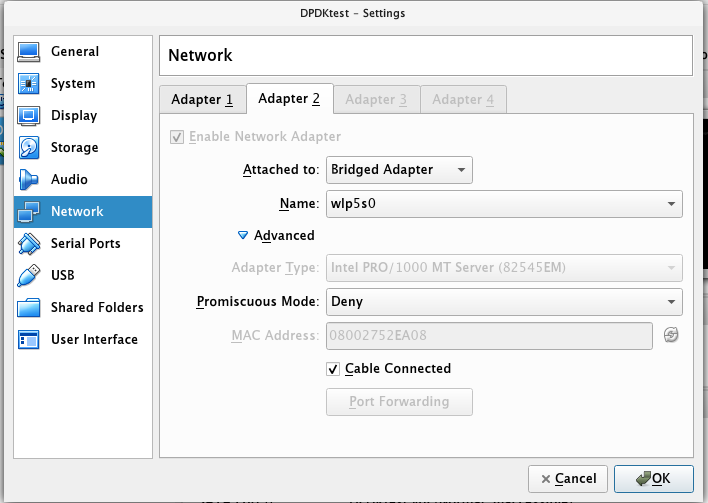 DPDKtest – Settings
General
System
Display
Storage
Audio
Network
Serial Ports
USB
Shared Folders
User Interface
Network
Adapter 1 Adapter 2 Adapter 3 Adapter 4
Enable Network Adapter
Attached to: Bridged Adapter
Name: wlp5s0
Advanced
Adapter Type: Intel PRO/1000 MT Server (82545EM)
Promiscuous Mode: Deny
MAC Address: 08002752EA08
Cable Connected
Port Forwarding
Cancel OK